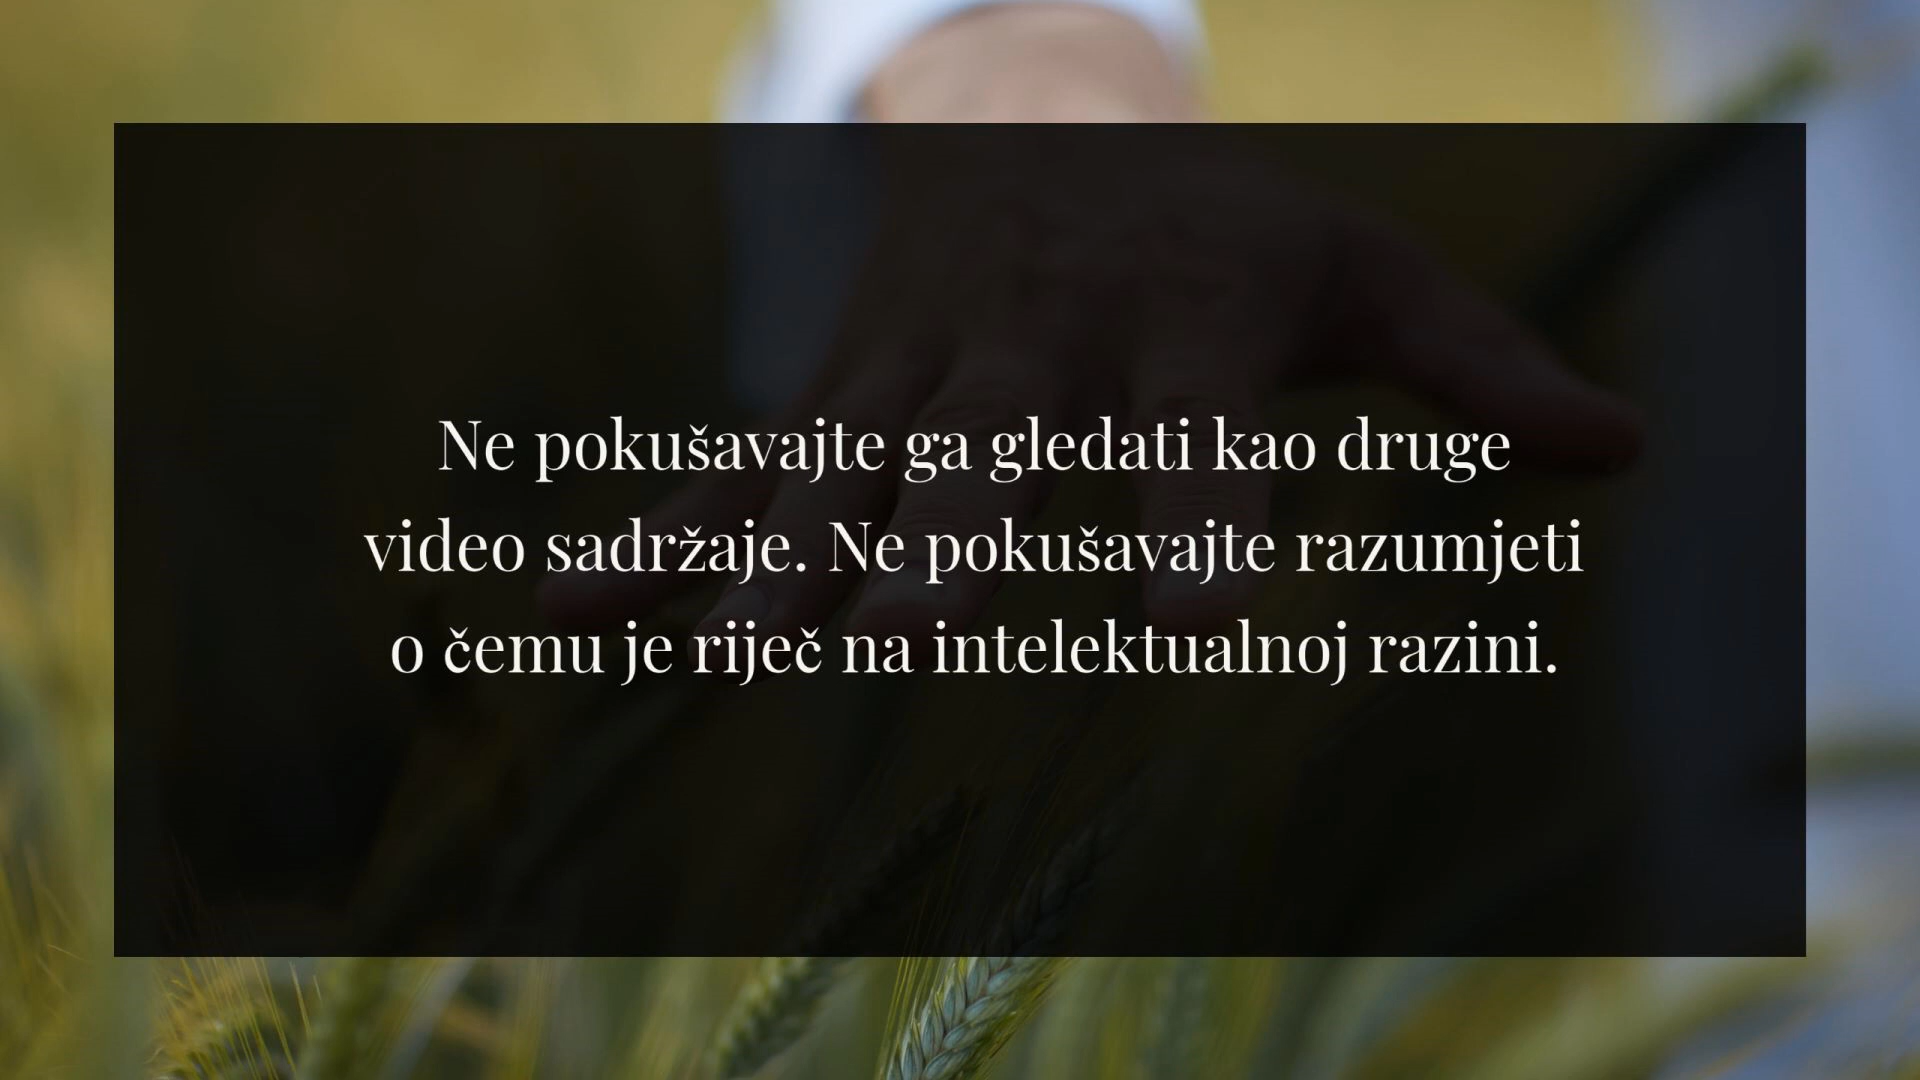 Ne pokušavajte ga gledati kao druge
video sadržaje. Ne pokušavajte razumjeti
o čemu je riječ na intelektualnoj razini.